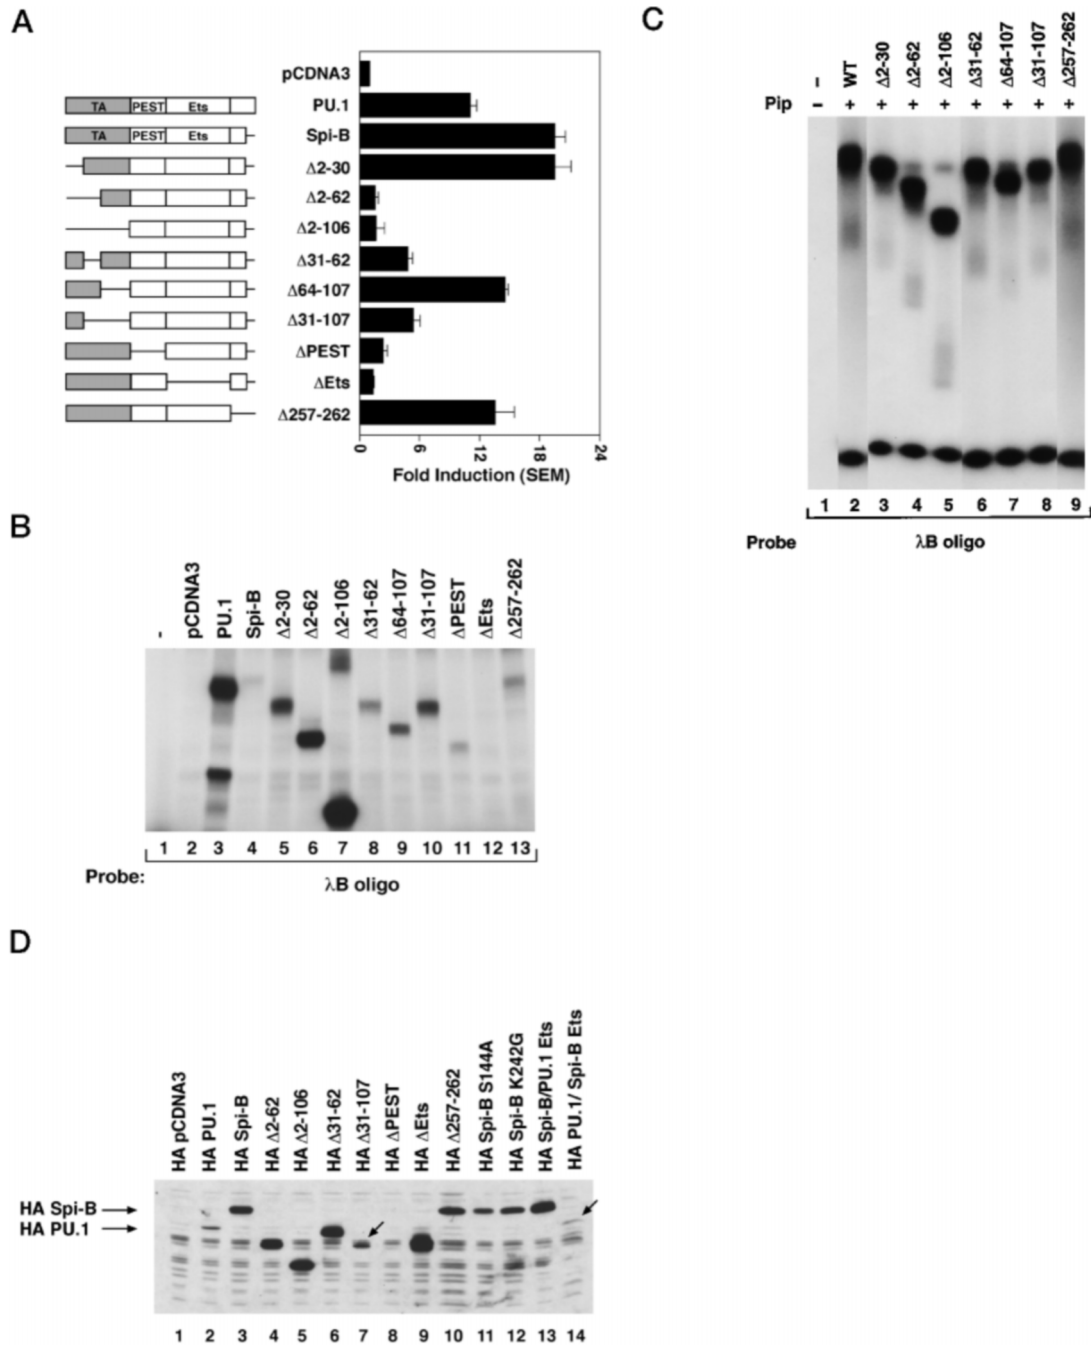 A
pCDNA3
TA PEST Ets PU.1
TA PEST Ets Spi-B
Δ2-30
Δ2-62
Δ2-106
Δ31-62
Δ64-107
Δ31-107
ΔPEST
ΔEts
Δ257-262
0 6 12 18 24
Fold Induction (SEM)
C
– WT Δ2-30 Δ2-62 Δ2-106 Δ31-62 Δ64-107 Δ31-107 Δ257-262
Pip – + + + + + + + +
1 2 3 4 5 6 7 8 9
Probe λB oligo
B
- pCDNA3 PU.1 Spi-B Δ2-30 Δ2-62 Δ2-106 Δ31-62 Δ64-107 Δ31-107 ΔPEST ΔEts Δ257-262
1 2 3 4 5 6 7 8 9 10 11 12 13
Probe: λB oligo
D
HA pCDNA3 HA PU.1 HA Spi-B HA Δ2-62 HA Δ2-106 HA Δ31-62 HA Δ31-107 HA ΔPEST HA ΔEts HA Δ257-262 HA Spi-B S144A HA Spi-B K242G HA Spi-B/PU.1 Ets HA PU.1/ Spi-B Ets
HA Spi-B
HA PU.1
1 2 3 4 5 6 7 8 9 10 11 12 13 14